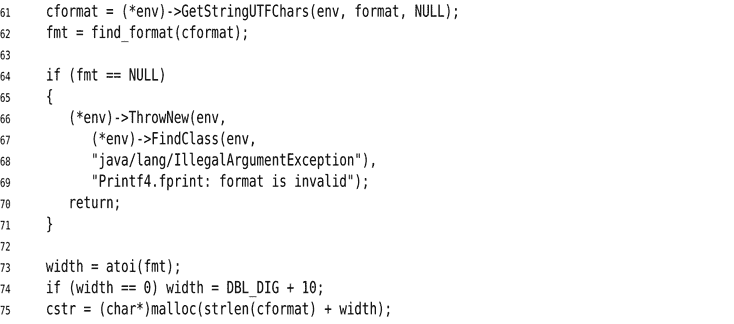 61 cformat = (*env)->GetStringUTFChars(env, format, NULL);
62 fmt = find_format(cformat);
63
64 if (fmt == NULL)
65 {
66 (*env)->ThrowNew(env,
67 (*env)->FindClass(env,
68 "java/lang/IllegalArgumentException"),
69 "Printf4.fprint: format is invalid");
70 return;
71 }
72
73 width = atoi(fmt);
74 if (width == 0) width = DBL_DIG + 10;
75 cstr = (char*)malloc(strlen(cformat) + width);